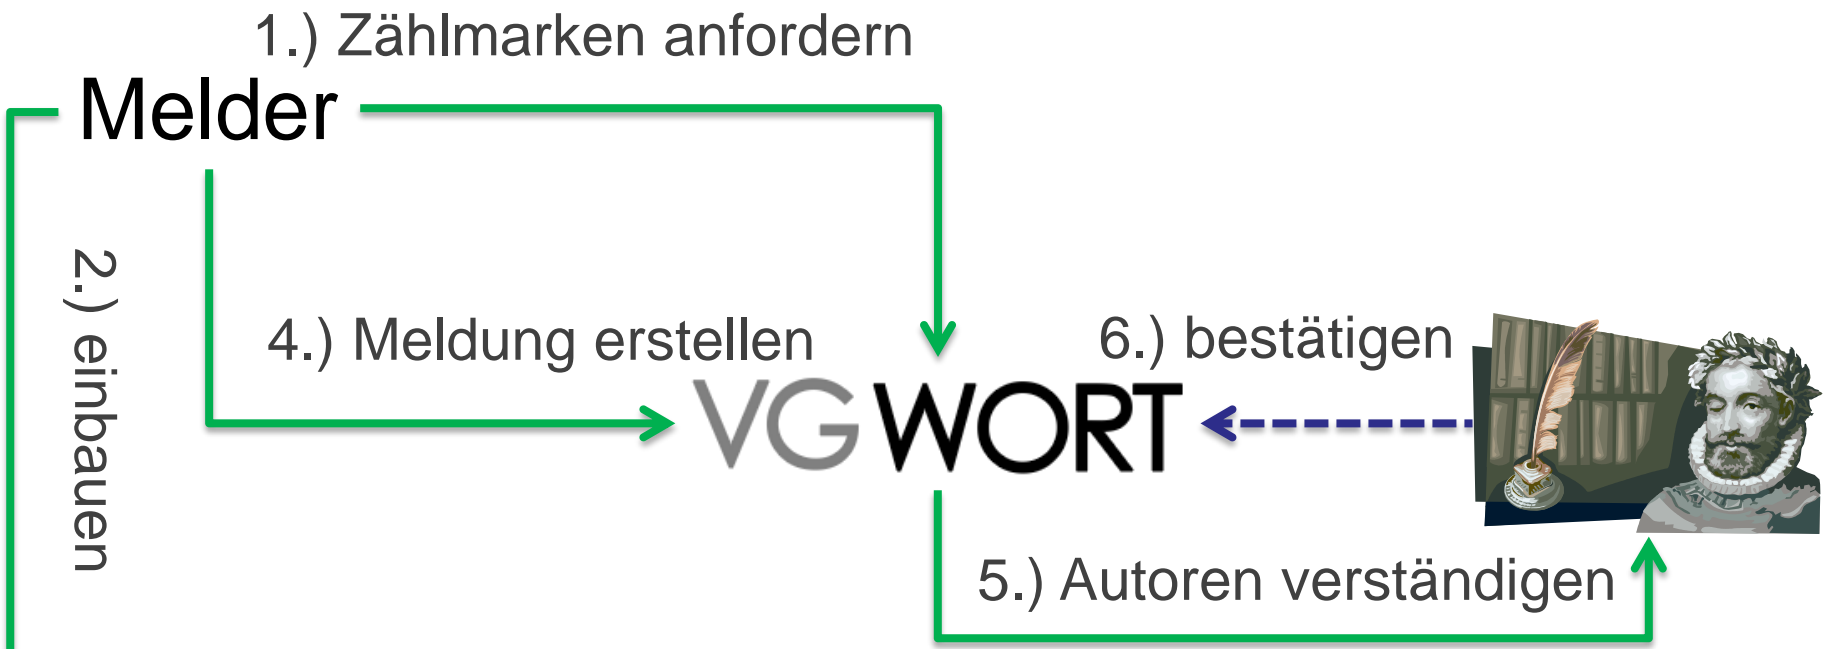 1.) Zählmarken anfordern
Melder
2.) einbauen
4.) Meldung erstellen
6.) bestätigen
VG WORT
5.) Autoren verständigen